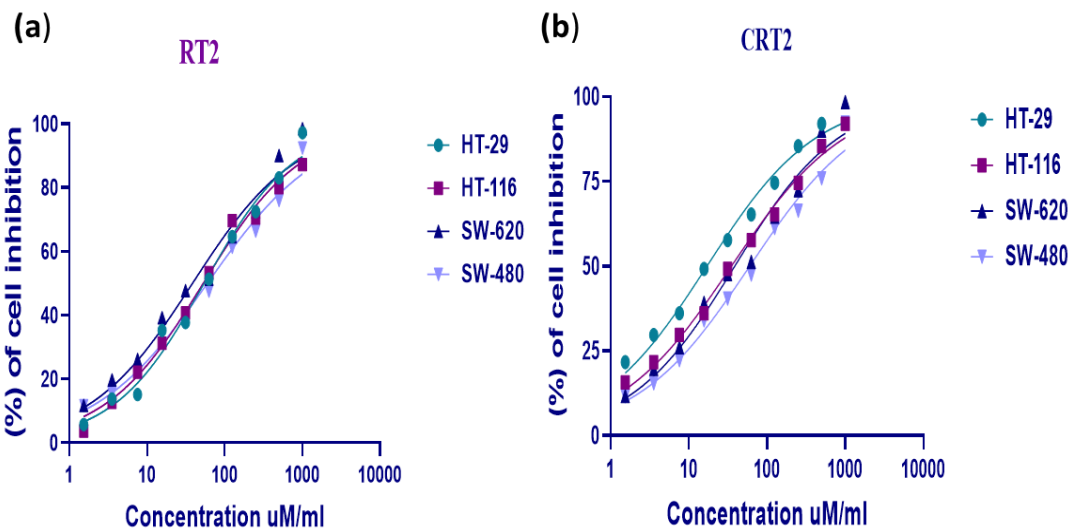 (a)
RT2
(%) of cell inhibition
100
80
60
40
20
0
1
10
100
1000
10000
Concentration uM/ml
HT-29
HT-116
SW-620
SW-480
(b)
CRT2
(%) of cell inhibition
100
75
50
25
0
1
10
100
1000
10000
Concentration uM/ml
HT-29
HT-116
SW-620
SW-480